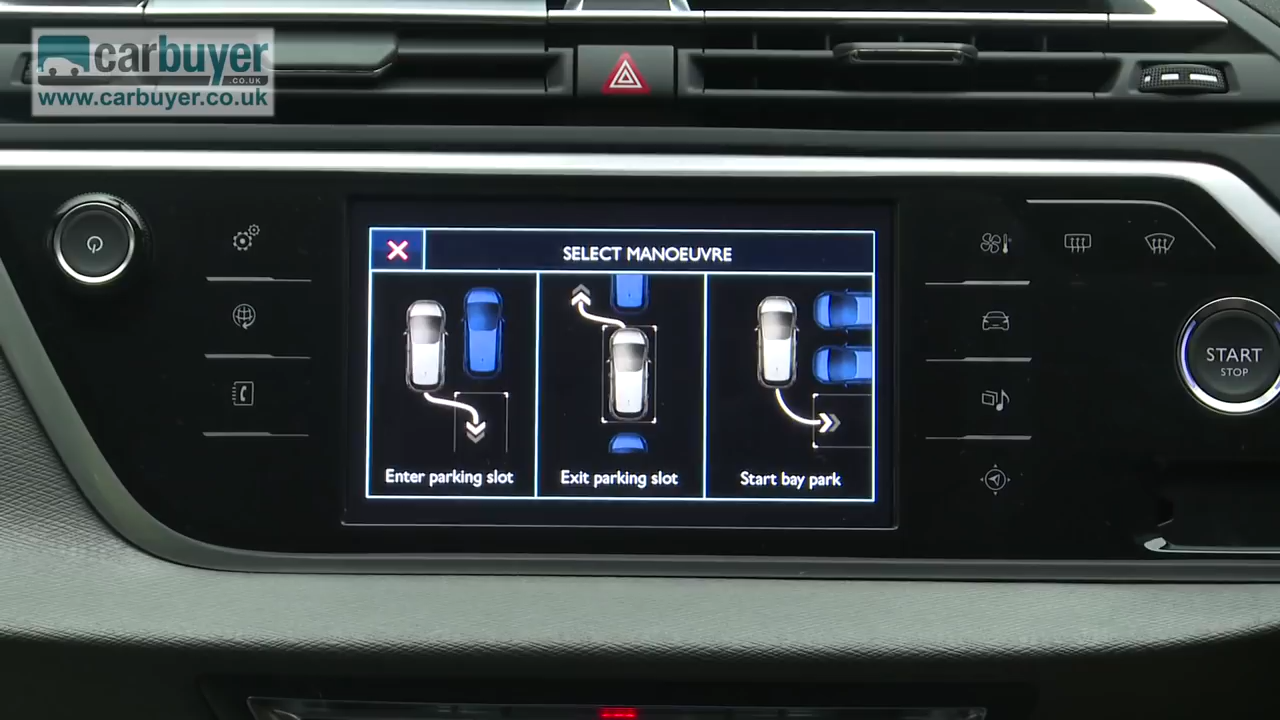 carbuyer
.CO.UK
www.carbuyer.co.uk
SELECT MANOEUVRE
Enter parking slot
Exit parking slot
Start bay park
START
STOP